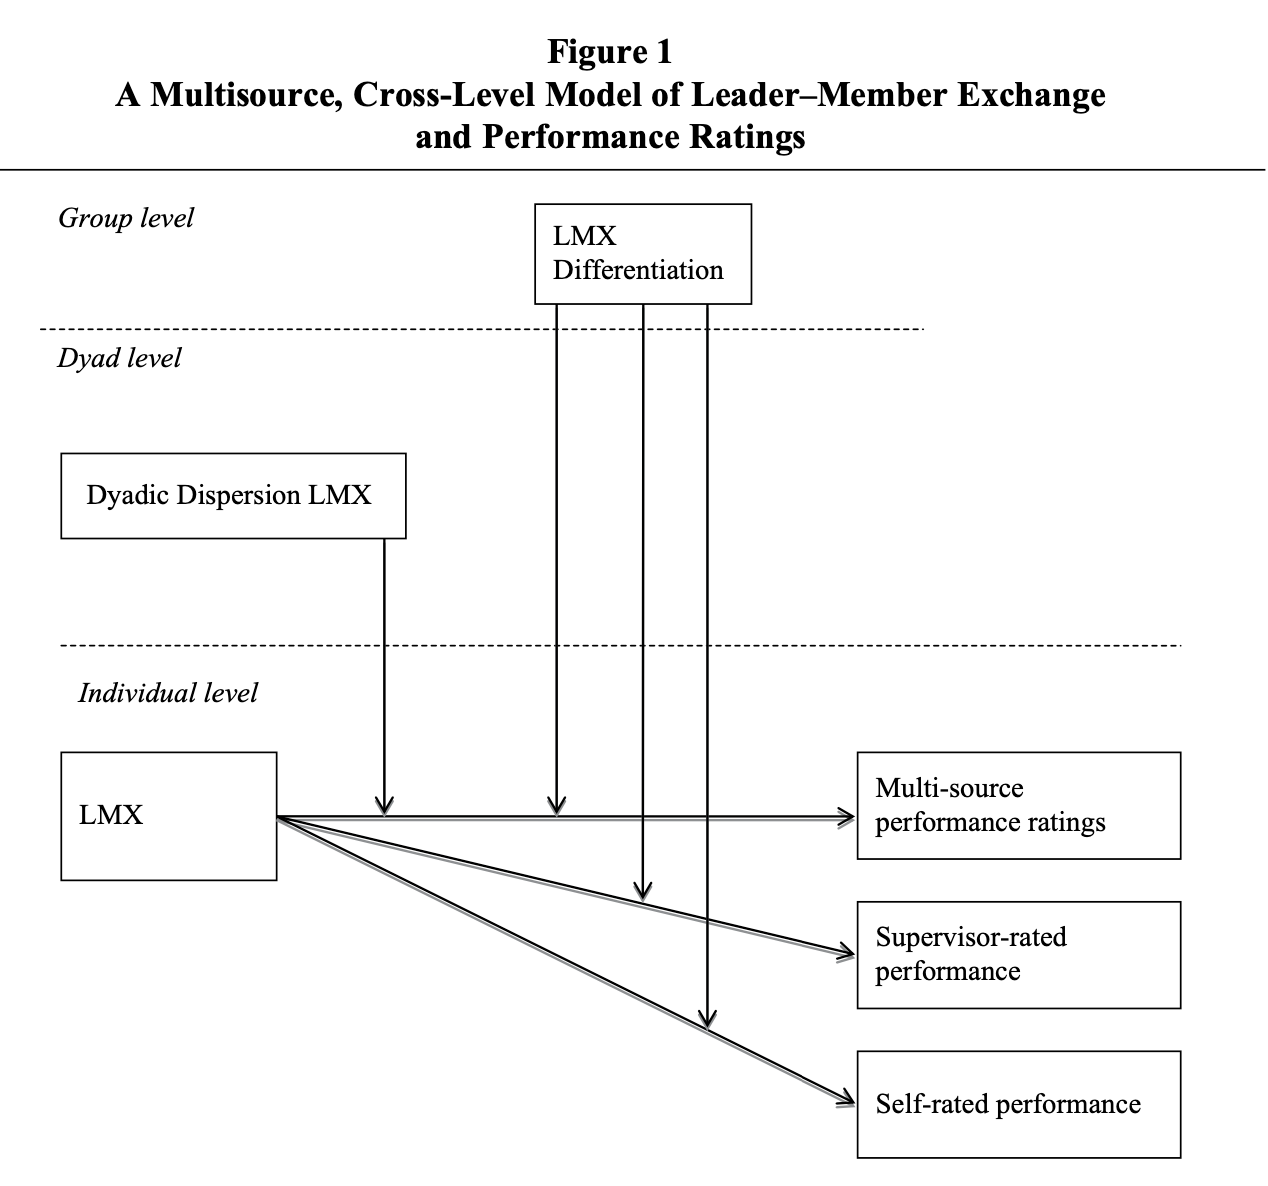 Figure 1
A Multisource, Cross-Level Model of Leader–Member Exchange
and Performance Ratings
Group level
LMX
Differentiation
Dyad level
Dyadic Dispersion LMX
Individual level
LMX
Multi-source
performance ratings
Supervisor-rated
performance
Self-rated performance